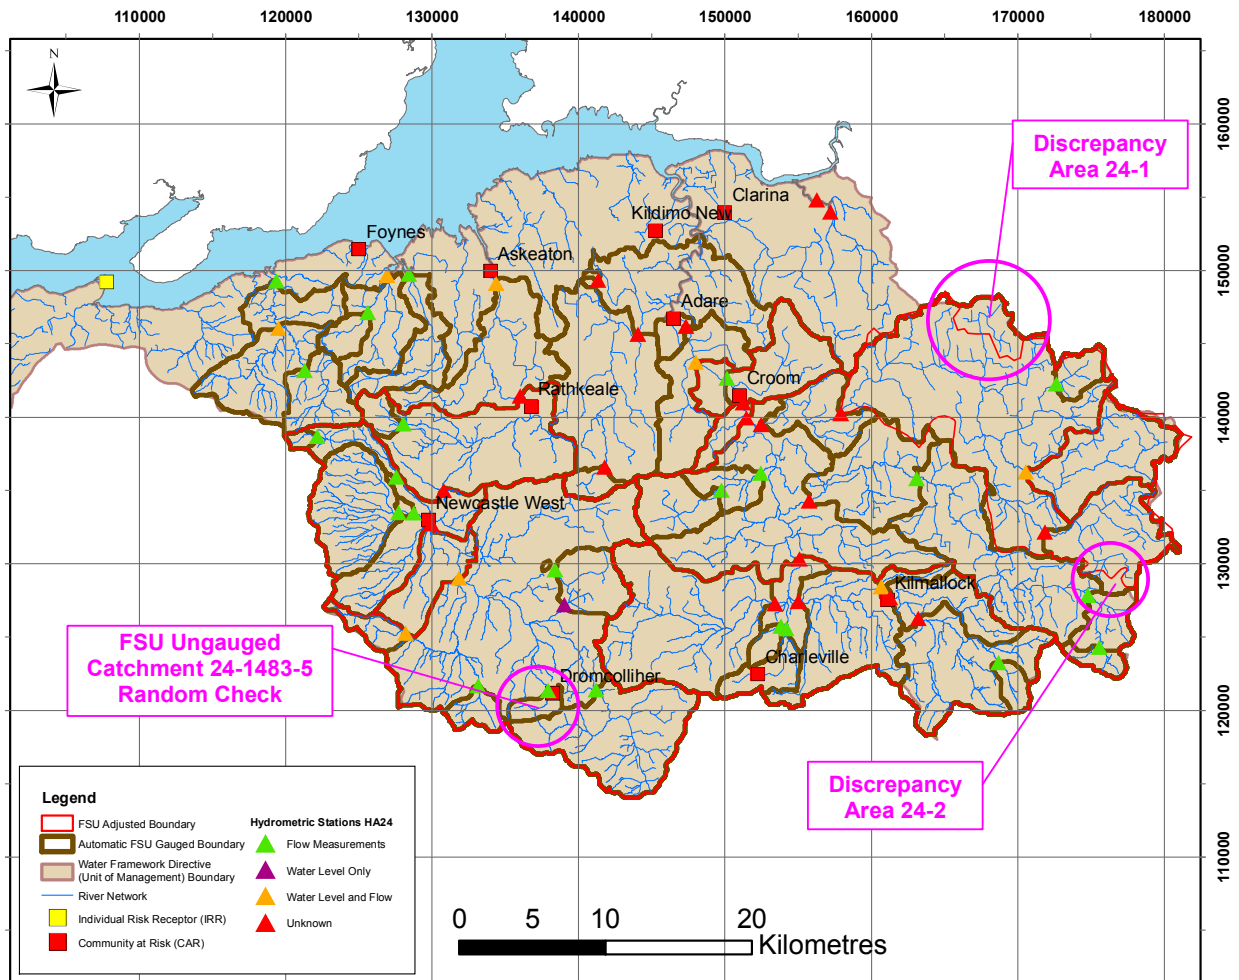 110000 120000 130000 140000 150000 160000 170000 180000
N
160000
150000
140000
130000
120000
110000
Discrepancy
Area 24-1
Clarina
Kildimo New
Foynes
Askeaton
Adare
Croom
Rathkeale
Newcastle West
Kilmallock
Charleville
Dromcolliher
FSU Ungauged
Catchment 24-1483-5
Random Check
Discrepancy
Area 24-2
Legend
FSU Adjusted Boundary
Automatic FSU Gauged Boundary
Water Framework Directive
(Unit of Management) Boundary
River Network
Individual Risk Receptor (IRR)
Community at Risk (CAR)
Hydrometric Stations HA24
Flow Measurements
Water Level Only
Water Level and Flow
Unknown
0 5 10 20
Kilometres